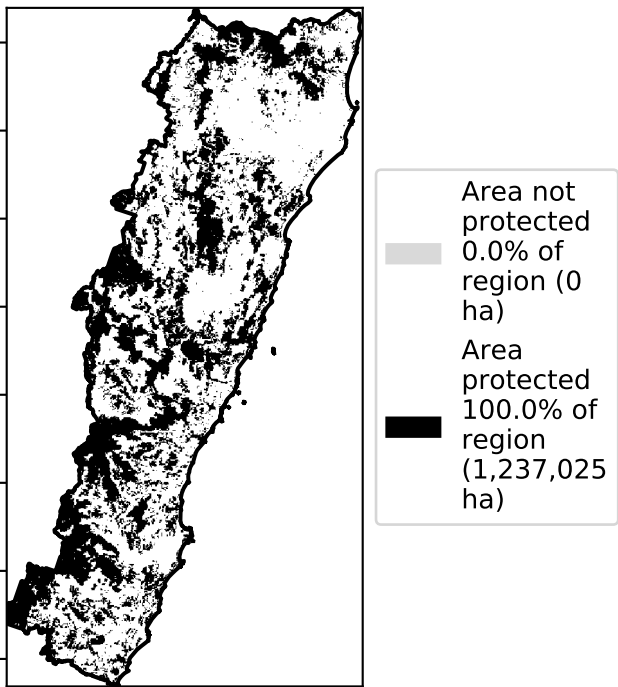 Area not
protected
0.0% of
region (0
ha)
Area
protected
100.0% of
region
(1,237,025
ha)